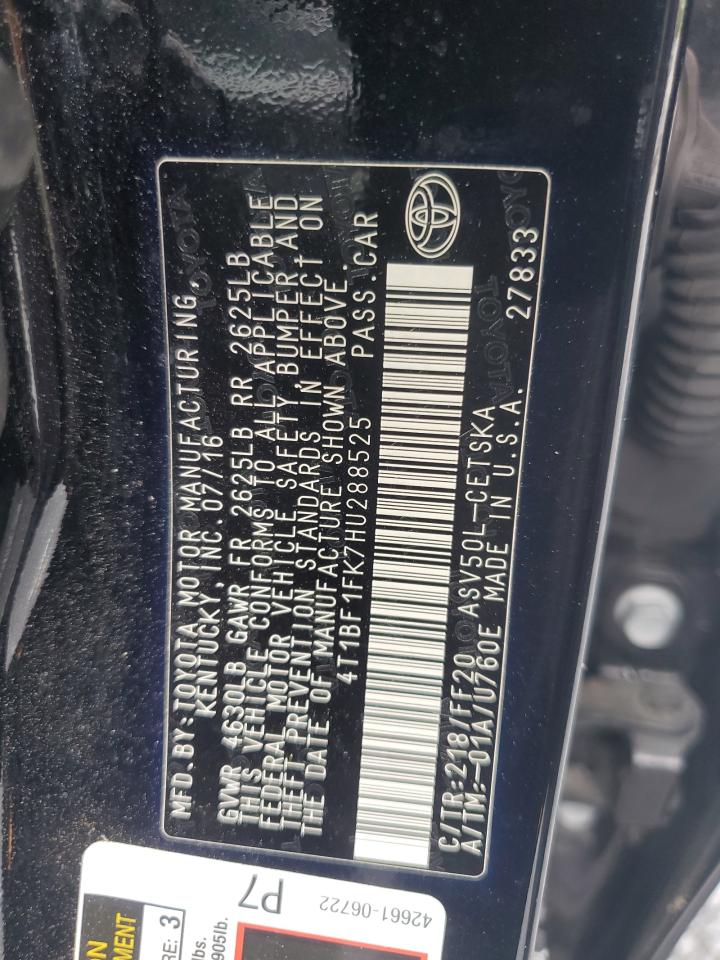 MFD.BY:TOYOTA MOTOR MANUFACTURING,
KENTUCKY, INC.07/16
GVWR 4630LB GAWR FR 2625LB RR 2625LB
THIS VEHICLE CONFORMS TO ALL APPLICABLE
FEDERAL MOTOR VEHICLE SAFETY BUMPER AND
THEFT PREVENTION STANDARDS IN EFFECT ON
THE DATE OF MANUFACTURE SHOWN ABOVE.
4T1BF1FK7HU288525 PASS.CAR
C/TR:218/FF20 ASV50L-CETSKA
A/TM:-01A/U760E MADE IN U.S.A. 27833
P7
42661-06722
3
lbs.
905lb.